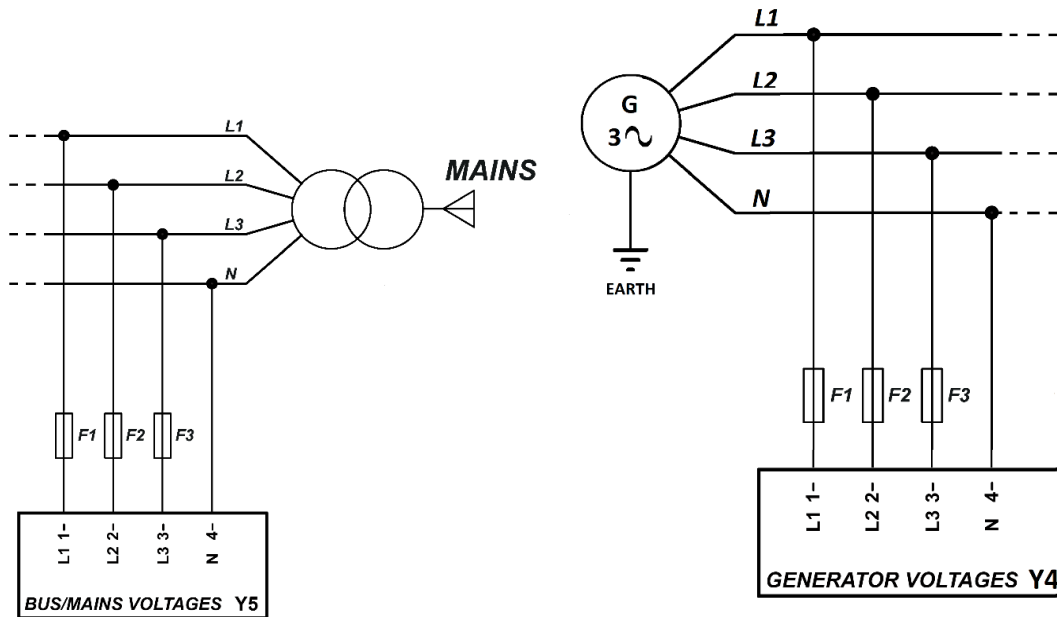 L1
L2
L3
N
MAINS
F1 F2 F3
L1 1-
L2 2-
L3 3-
N 4-
BUS/MAINS VOLTAGES Y5
L1
G
L2
3
L3
N
EARTH
F1 F2 F3
L1 1-
L2 2-
L3 3-
N 4-
GENERATOR VOLTAGES Y4